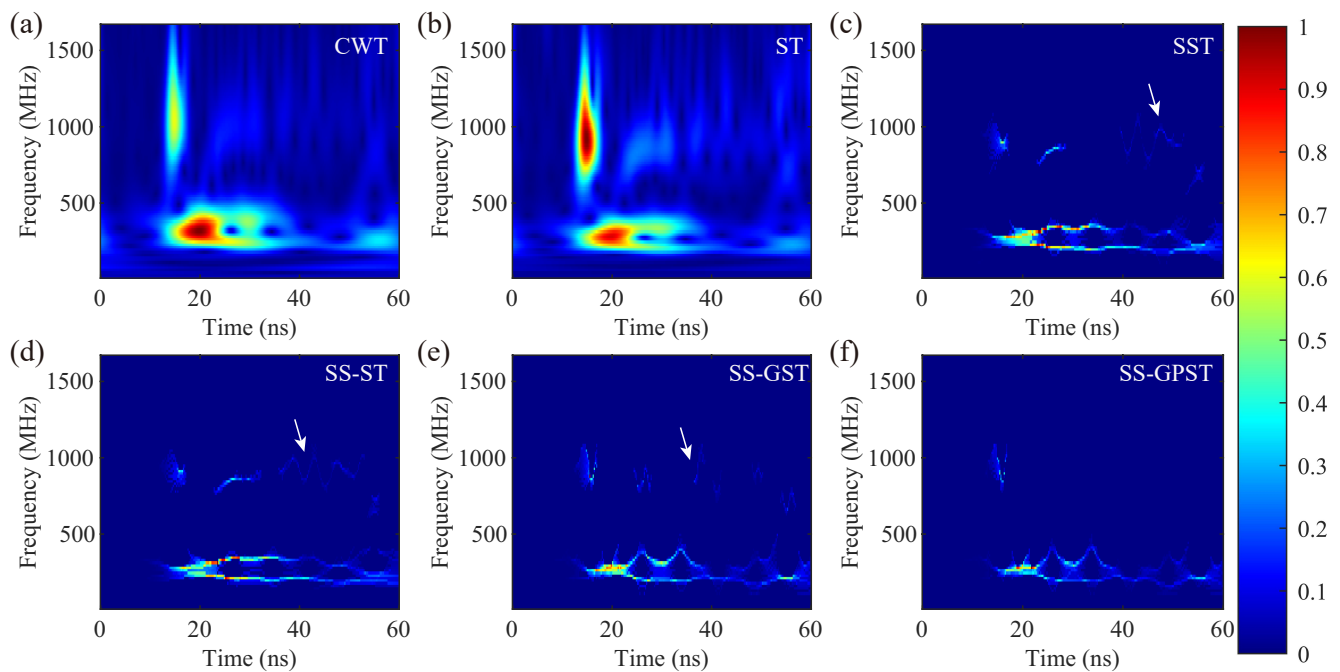 (a)
CWT
Frequency (MHz)
1500
1000
500
0
20
40
60
Time (ns)
(b)
ST
Frequency (MHz)
1500
1000
500
0
20
40
60
Time (ns)
(c)
SST
Frequency (MHz)
1500
1000
500
0
20
40
60
Time (ns)
(d)
SS-ST
Frequency (MHz)
1500
1000
500
0
20
40
60
Time (ns)
(e)
SS-GST
Frequency (MHz)
1500
1000
500
0
20
40
60
Time (ns)
(f)
SS-GPST
Frequency (MHz)
1500
1000
500
0
20
40
60
Time (ns)
1
0.9
0.8
0.7
0.6
0.5
0.4
0.3
0.2
0.1
0